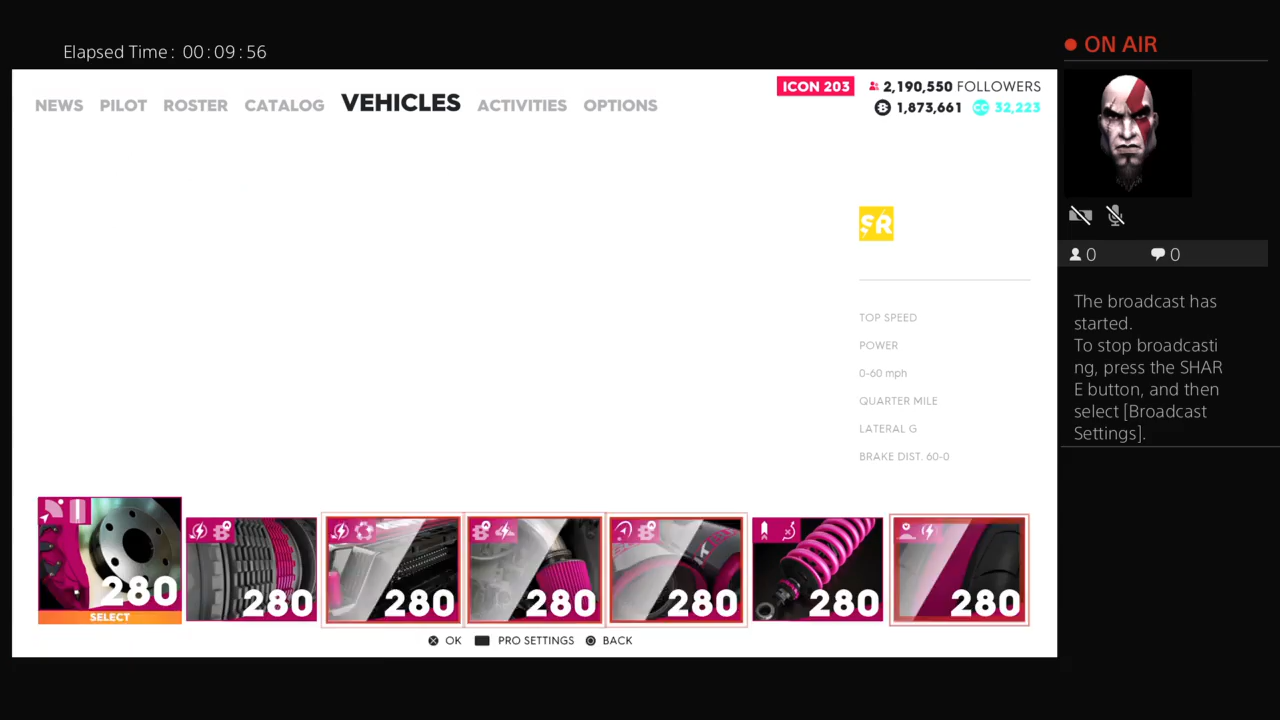 Elapsed Time: 00:09:56
ON AIR
NEWS PILOT ROSTER CATALOG VEHICLES ACTIVITIES OPTIONS
ICON 203 2,190,550 FOLLOWERS
1,873,661 CC 32,223
SR
TOP SPEED
POWER
0-60 mph
QUARTER MILE
LATERAL G
BRAKE DIST. 60-0
0 0
The broadcast has
started.
To stop broadcasti
ng, press the SHAR
E button, and then
select [Broadcast
Settings].
280 280 280 280 280 280 280
SELECT
OK PRO SETTINGS BACK